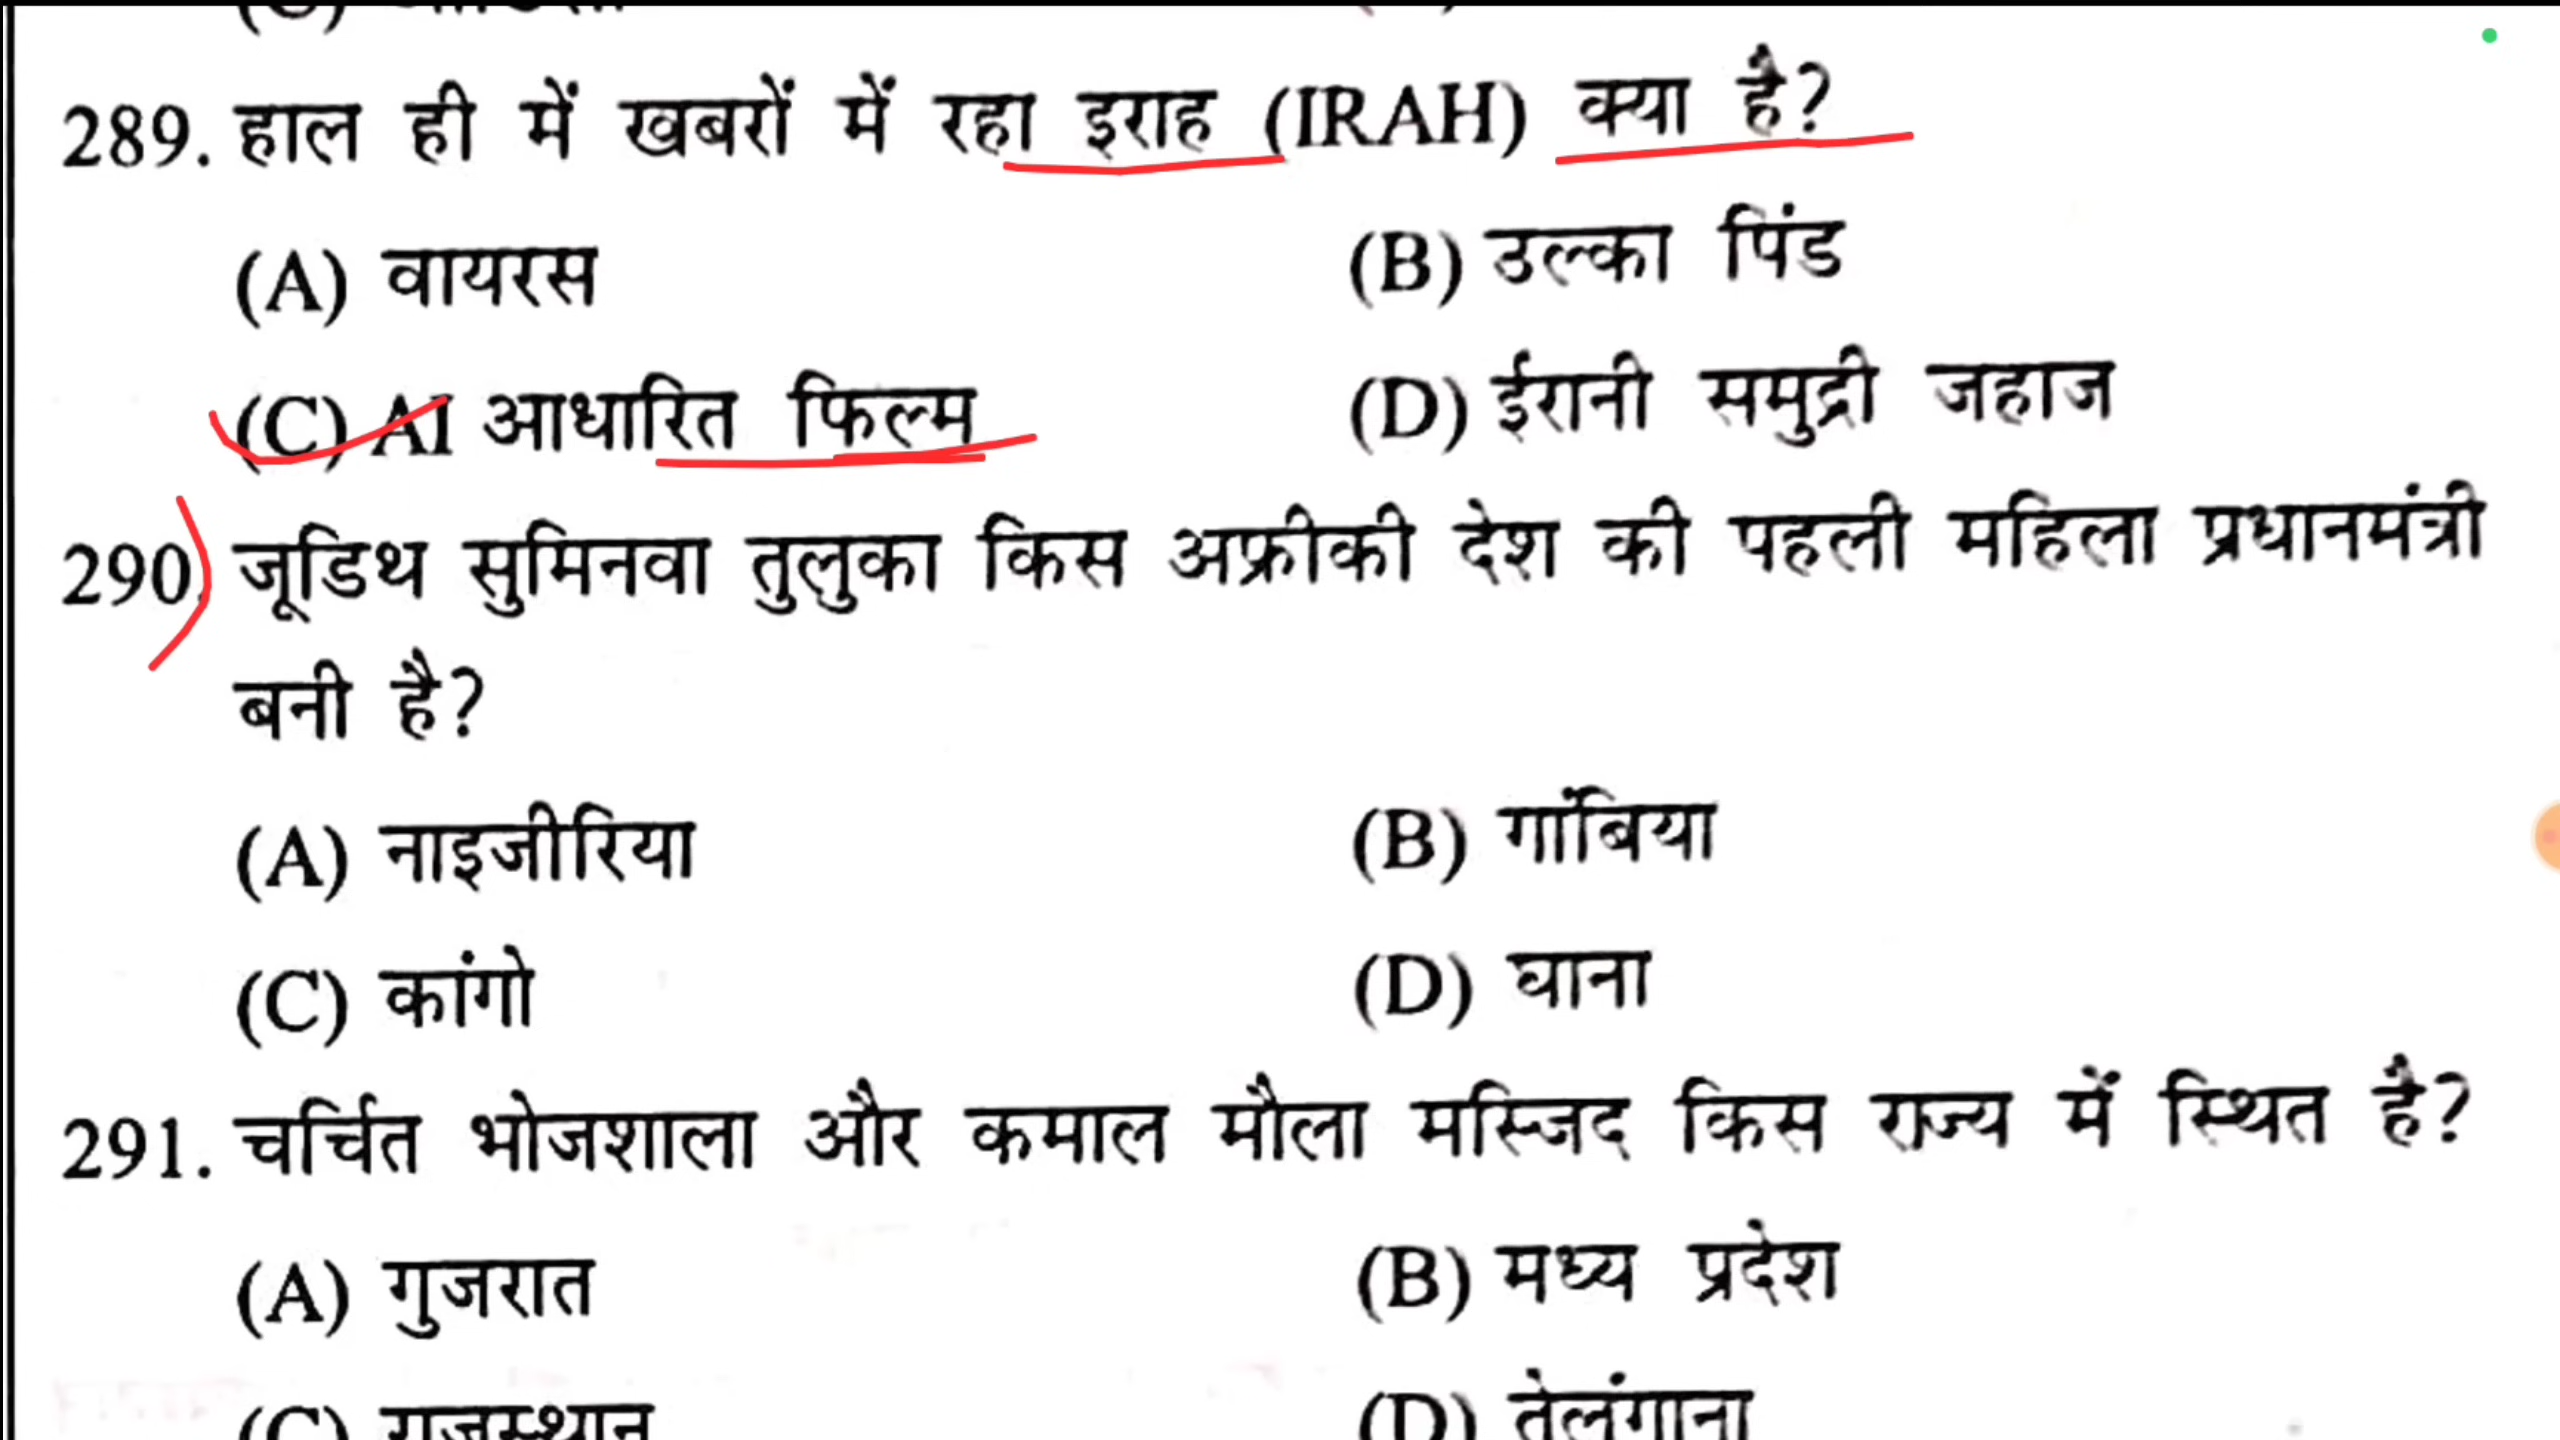 289. हाल ही में खबरों में रहा इराह (IRAH) क्या है?
(A) वायरस (B) उल्का पिंड
(C) AI आधारित फिल्म (D) ईरानी समुद्री जहाज
290. जूडिथ सुमिनवा तुलुका किस अफ्रीकी देश की पहली महिला प्रधानमंत्री
बनी है?
(A) नाइजीरिया (B) गांबिया
(C) कांगो (D) घाना
291. चर्चित भोजशाला और कमाल मौला मस्जिद किस राज्य में स्थित है?
(A) गुजरात (B) मध्य प्रदेश
(C) राजस्थान (D) तेलंगाना